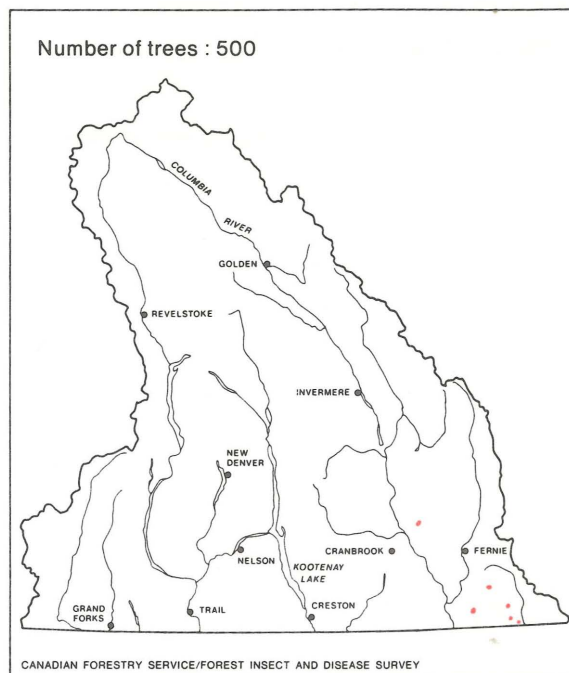 Number of trees : 500
COLUMBIA
RIVER
GOLDEN
REVELSTOKE
INVERMERE
NEW
DENVER
NELSON
CRANBROOK
FERNIE
KOOTENAY
LAKE
GRAND
FORKS
TRAIL
CRESTON
CANADIAN FORESTRY SERVICE/FOREST INSECT AND DISEASE SURVEY